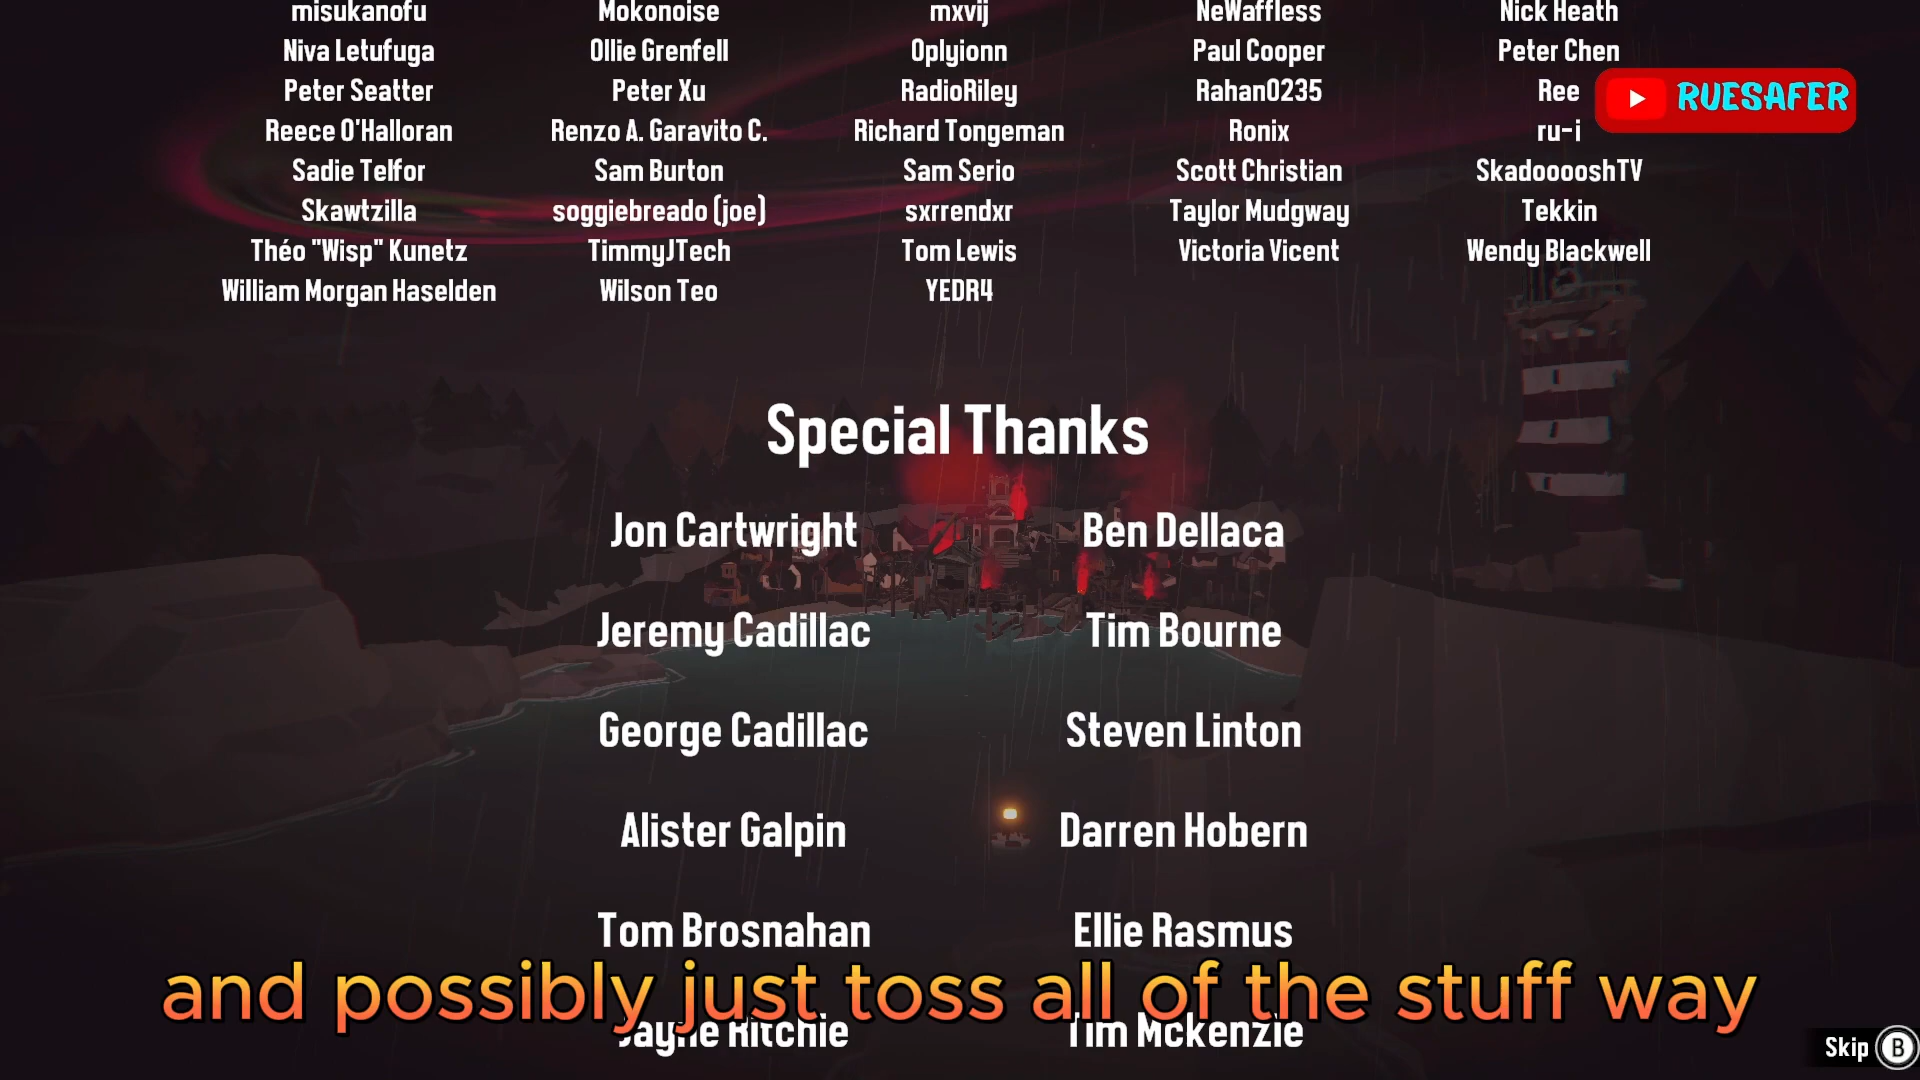 misukanofu Mokonoise mxvij NeWaffless Nick Heath
Niva Letufuga Ollie Grenfell Oplyionn Paul Cooper Peter Chen
Peter Seatter Peter Xu RadioRiley Rahan0235 Ree
RUESAFER
Reece O'Halloran Renzo A. Garavito C. Richard Tongeman Ronix ru-i
Sadie Telfor Sam Burton Sam Serio Scott Christian SkadooooshTV
Skawtzilla soggiebreado (joe) sxrrendxr Taylor Mudgway Tekkin
Théo "Wisp" Kunetz TimmyJTech Tom Lewis Victoria Vicent Wendy Blackwell
William Morgan Haselden Wilson Teo YEDR4
Special Thanks
Jon Cartwright Ben Dellaca
Jeremy Cadillac Tim Bourne
George Cadillac Steven Linton
Alister Galpin Darren Hobern
Tom Brosnahan Ellie Rasmus
and possibly just toss all of the stuff way
Jayne Ritchie Tim Mckenzie
Skip B